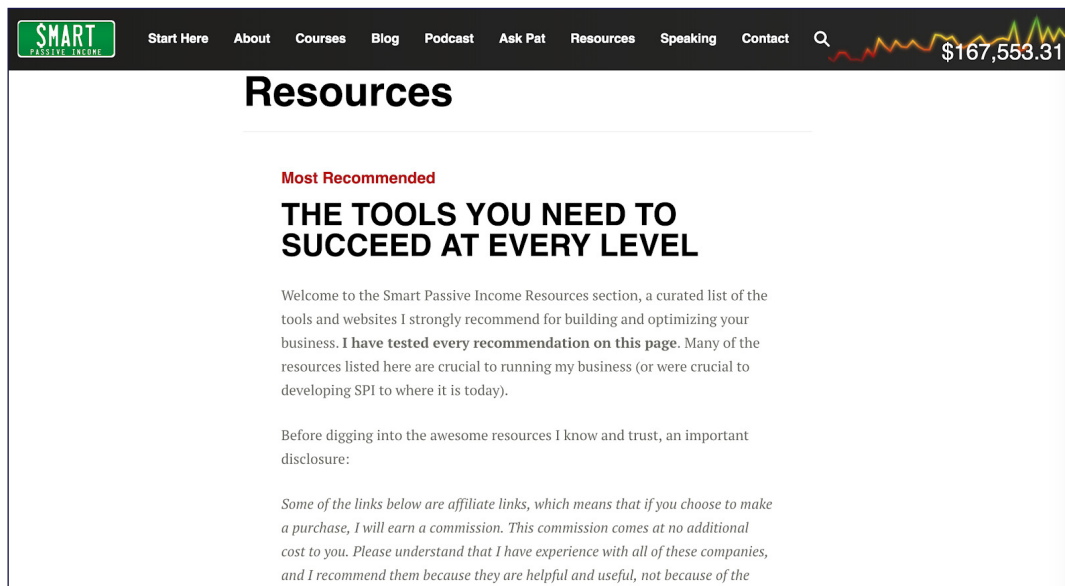 $MART
PASSIVE INCOME
Start Here About Courses Blog Podcast Ask Pat Resources Speaking Contact
$167,553.31
Resources
Most Recommended
THE TOOLS YOU NEED TO
SUCCEED AT EVERY LEVEL
Welcome to the Smart Passive Income Resources section, a curated list of the
tools and websites I strongly recommend for building and optimizing your
business. I have tested every recommendation on this page. Many of the
resources listed here are crucial to running my business (or were crucial to
developing SPI to where it is today).
Before digging into the awesome resources I know and trust, an important
disclosure:
Some of the links below are affiliate links, which means that if you choose to make
a purchase, I will earn a commission. This commission comes at no additional
cost to you. Please understand that I have experience with all of these companies,
and I recommend them because they are helpful and useful, not because of the